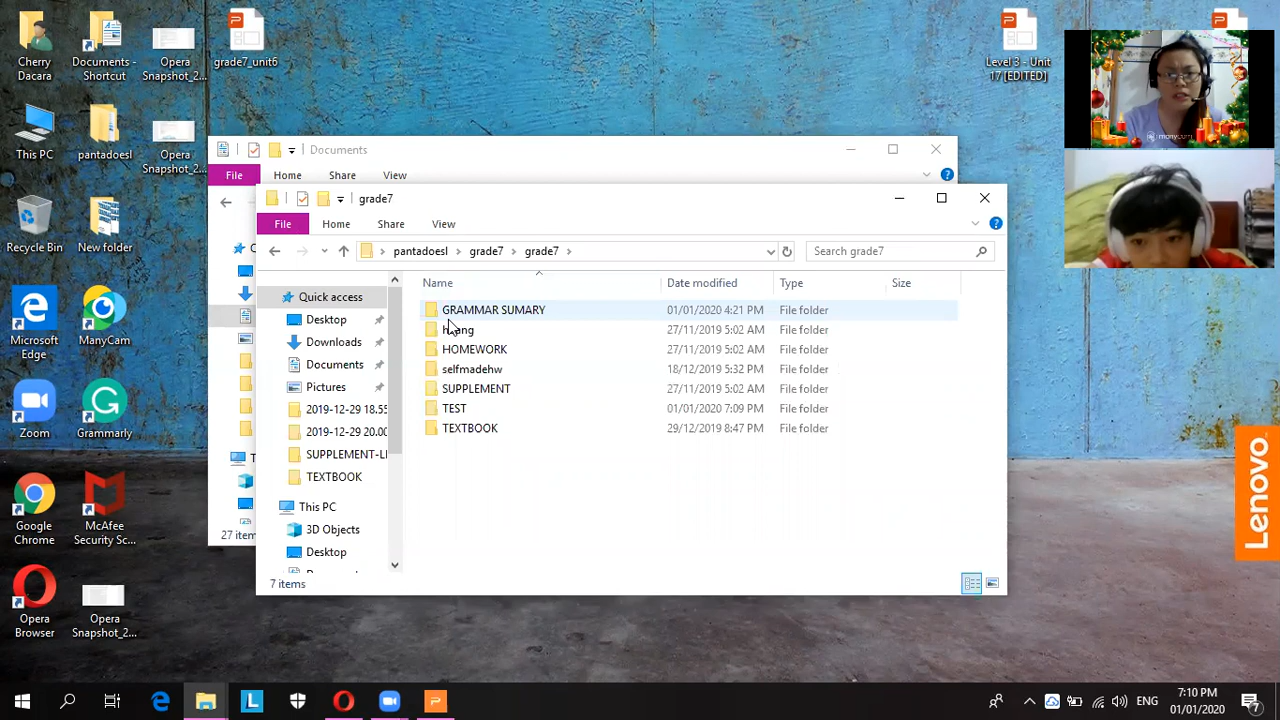 Cherry
Dacara
Documents -
Shortcut
Opera
Snapshot_2...
grade7_unit6
Level 3 - Unit
17 [EDITED]
manycam
This PC
pantadoesl
Opera
Snapshot_2...
Recycle Bin
New folder
Microsoft
Edge
ManyCam
Zoom
Grammarly
Google
Chrome
McAfee
Security Sc...
Opera
Browser
Opera
Snapshot_2...
Documents
File
Home
Share
View
grade7
File
Home
Share
View
pantadoesl > grade7 > grade7 >
Search grade7
Name
Date modified
Type
Size
Quick access
Desktop
Downloads
Documents
Pictures
2019-12-29 18.55
2019-12-29 20.00
SUPPLEMENT-LI
TEXTBOOK
This PC
3D Objects
Desktop
GRAMMAR SUMARY 01/01/2020 4:21 PM File folder
27/11/2019 5:02 AM File folder
HOMEWORK 27/11/2019 5:02 AM File folder
selfmadehw 18/12/2019 5:32 PM File folder
SUPPLEMENT 27/11/2019 5:02 AM File folder
TEST 01/01/2020 7:09 PM File folder
TEXTBOOK 29/12/2019 8:47 PM File folder
7 items
27 item
Lenovo
ENG
7:10 PM
01/01/2020
7